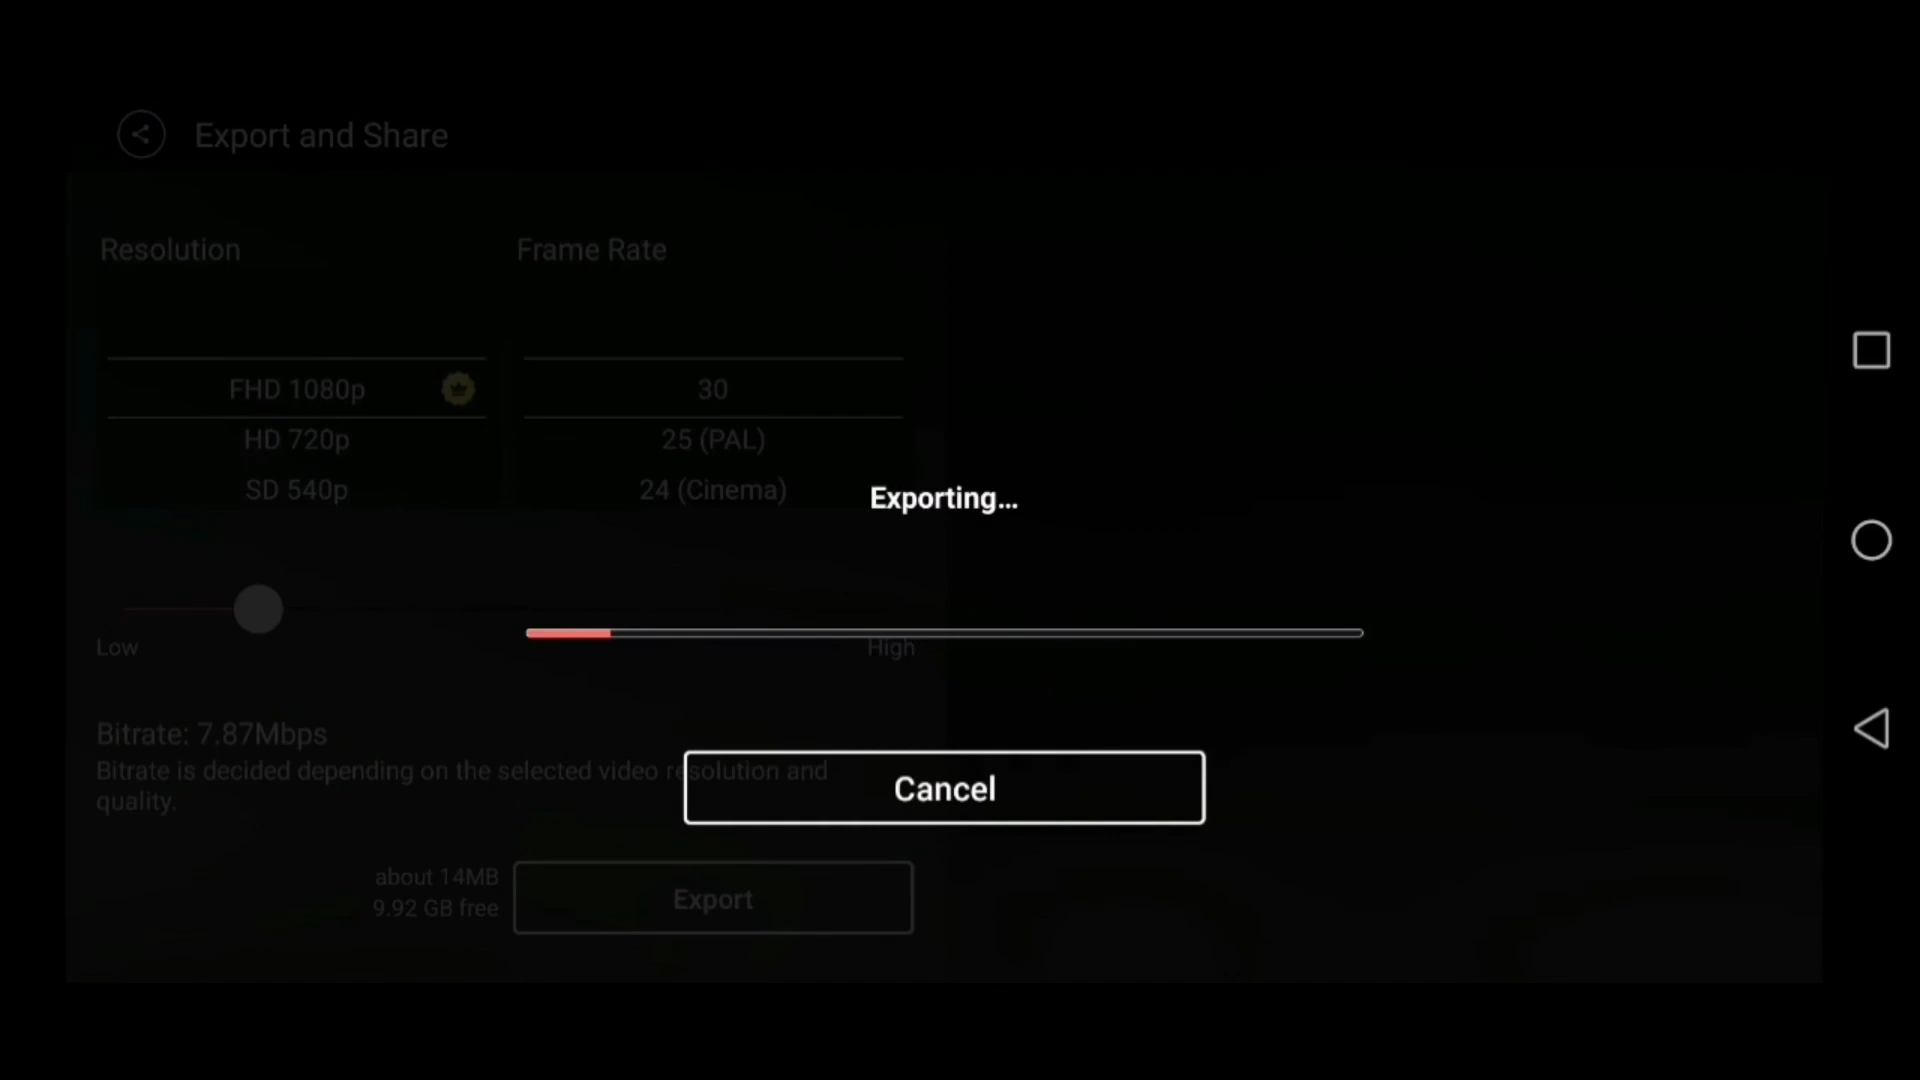 Export and Share
Resolution
Frame Rate
FHD 1080p
30
HD 720p
25 (PAL)
SD 540p
24 (Cinema)
Exporting...
Low
High
Bitrate: 7.87Mbps
Bitrate is decided depending on the selected video resolution and
quality.
Cancel
about 14MB
9.92 GB free
Export